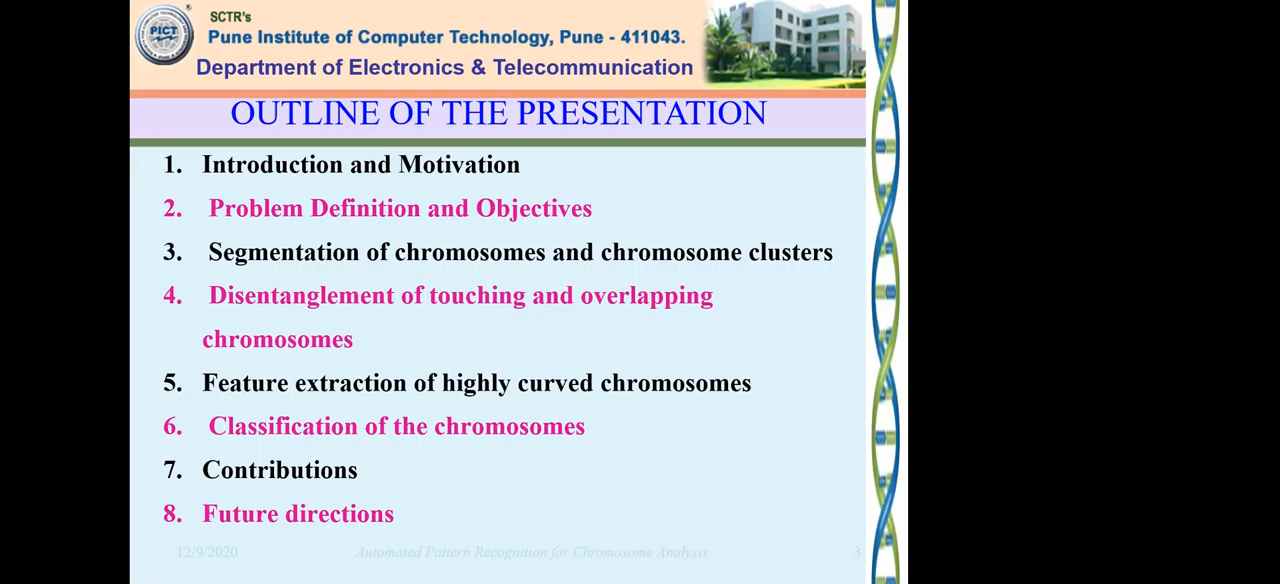 SCTR's
PICT
Pune Institute of Computer Technology, Pune - 411043.
Department of Electronics & Telecommunication
OUTLINE OF THE PRESENTATION
1. Introduction and Motivation
2. Problem Definition and Objectives
3. Segmentation of chromosomes and chromosome clusters
4. Disentanglement of touching and overlapping
chromosomes
5. Feature extraction of highly curved chromosomes
6. Classification of the chromosomes
7. Contributions
8. Future directions
12/9/2020 Automated Pattern Recognition for Chromosome Analysis 3